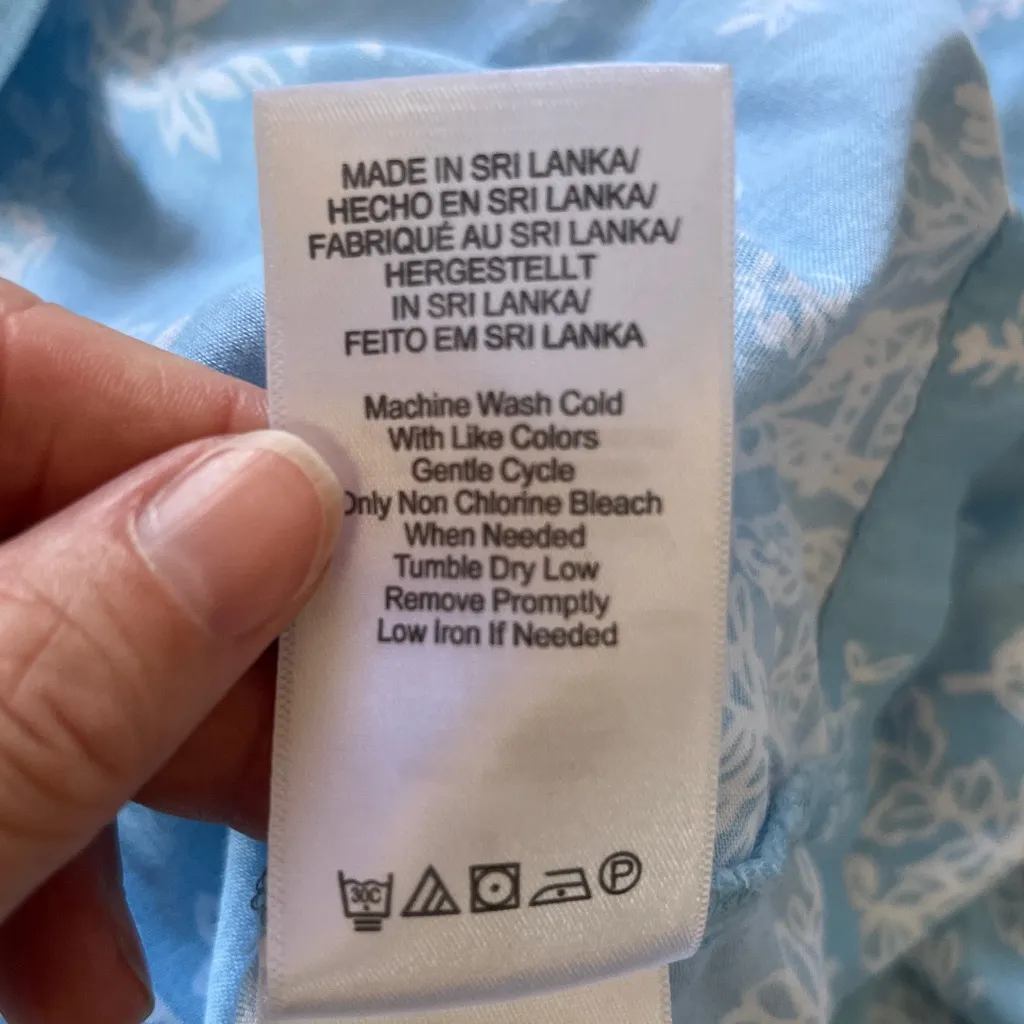 MADE IN SRI LANKA/
HECHO EN SRI LANKA/
FABRIQUÉ AU SRI LANKA/
HERGESTELLT
IN SRI LANKA/
FEITO EM SRI LANKA
Machine Wash Cold
With Like Colors
Gentle Cycle
Only Non Chlorine Bleach
When Needed
Tumble Dry Low
Remove Promptly
Low Iron If Needed
30C P